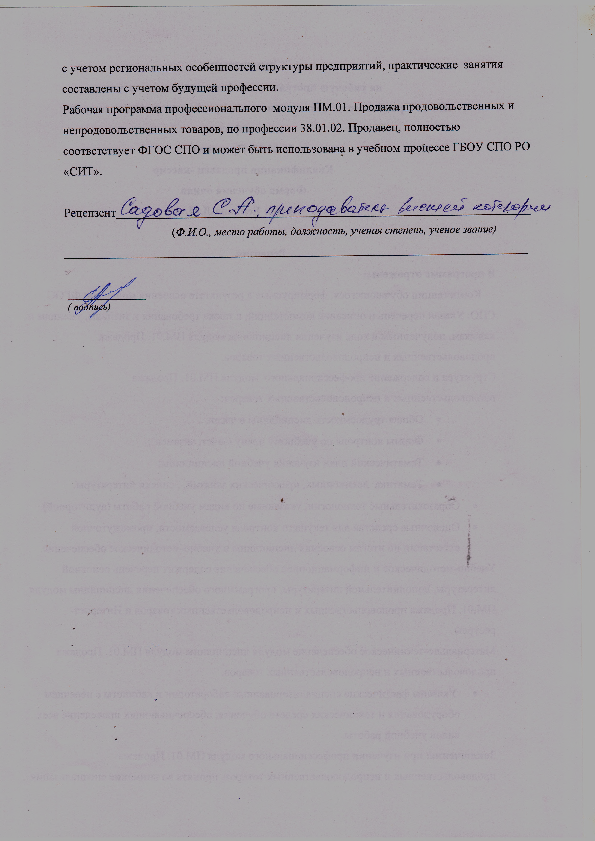 с учетом региональных особенностей структуры предприятий, практические занятия
составлены с учетом будущей профессии.
Рабочая программа профессионального модуля ПМ.01. Продажа продовольственных и
непродовольственных товаров, по профессии 38.01.02. Продавец, полностью
соответствует ФГОС СПО и может быть использована в учебном процессе ГБОУ СПО РО
«СИТ».
Рецензент Садовая С.А., преподаватель высшей категории
(Ф.И.О., место работы, должность, ученая степень, ученое звание)
( подпись)